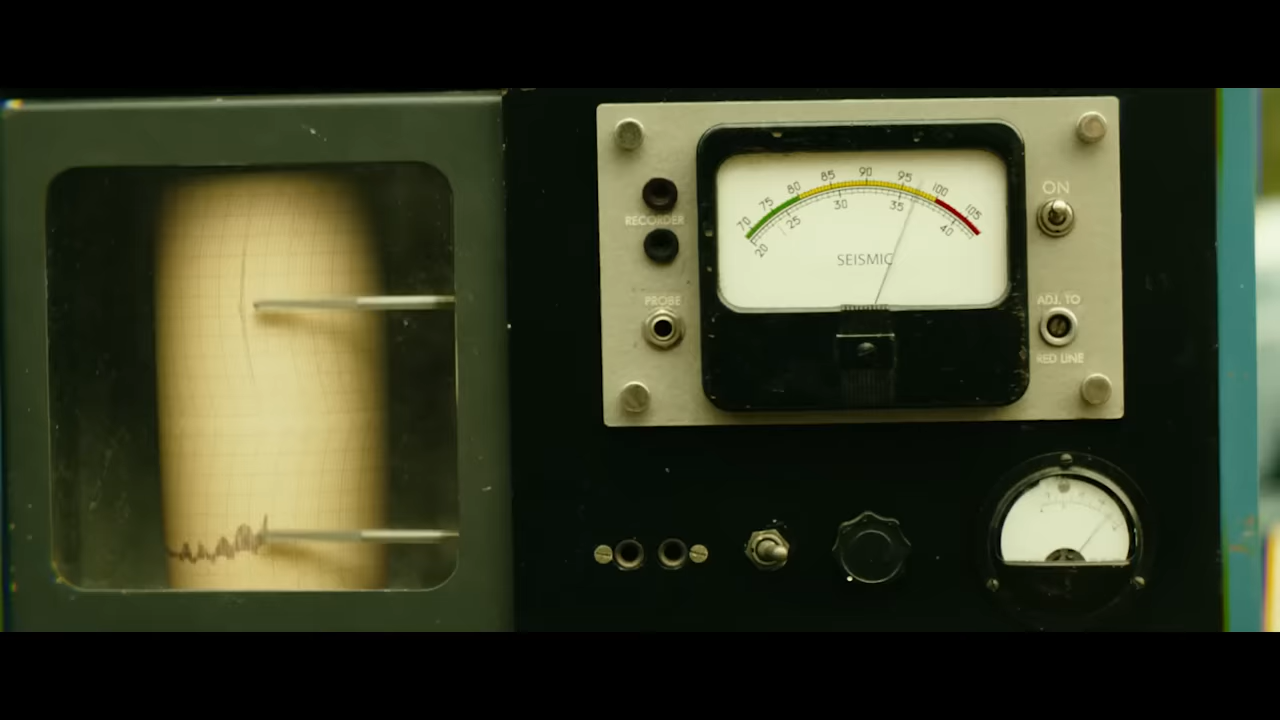 70 75 80 85 90 95 100 105
20 25 30 35 40
SEISMIC
RECORDER
PROBE
ON
ADJ. TO
RED LINE